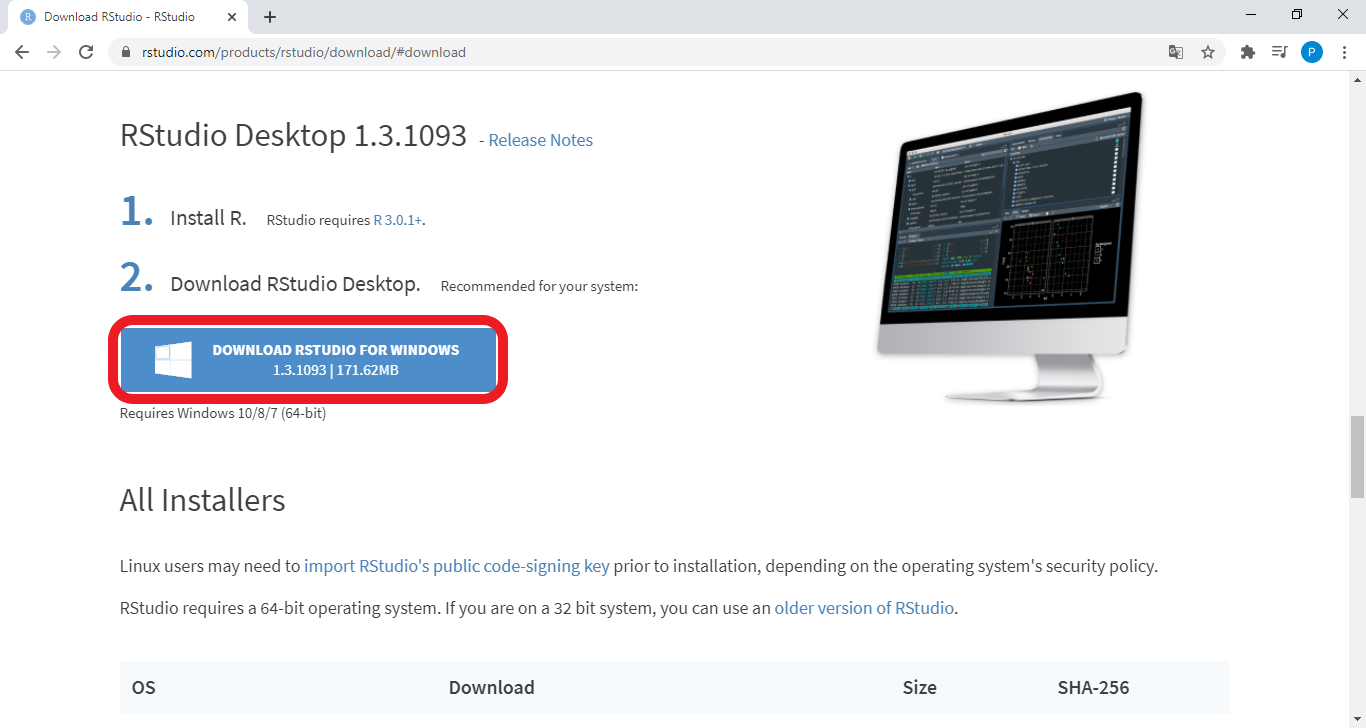 Download RStudio - RStudio
rstudio.com/products/rstudio/download/#download
P
RStudio Desktop 1.3.1093 - Release Notes
1. Install R. RStudio requires R 3.0.1+.
2. Download RStudio Desktop. Recommended for your system:
DOWNLOAD RSTUDIO FOR WINDOWS
1.3.1093 | 171.62MB
Requires Windows 10/8/7 (64-bit)
All Installers
Linux users may need to import RStudio's public code-signing key prior to installation, depending on the operating system's security policy.
RStudio requires a 64-bit operating system. If you are on a 32 bit system, you can use an older version of RStudio.
OS Download Size SHA-256